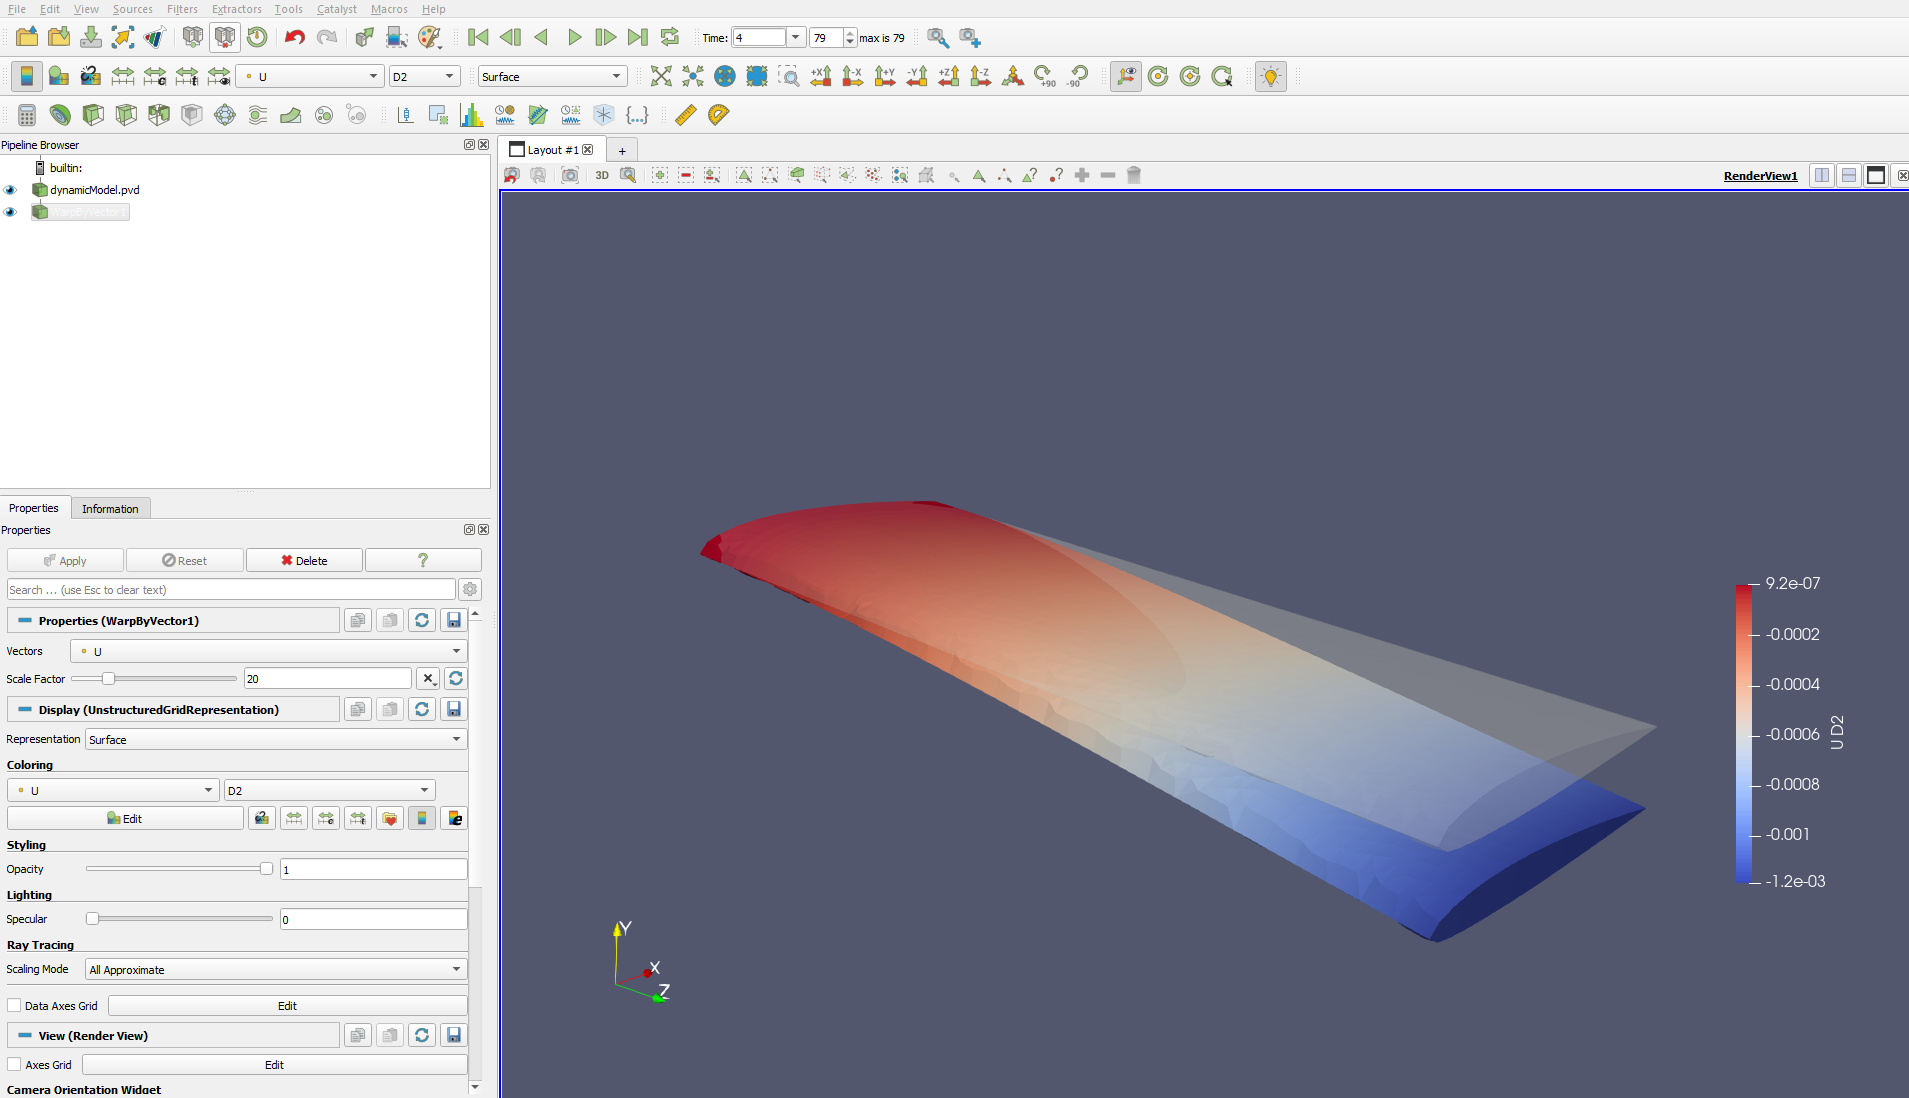 File Edit View Sources Filters Extractors Tools Catalyst Macros Help
Time: 4 79 max is 79
U D2 Surface +X -X +Y -Y +Z -Z +90 -90
Pipeline Browser
builtin:
dynamicModel.pvd
WarpByVector1
Layout #1 +
3D RenderView1
Properties Information
Properties
Apply Reset Delete ?
Search ... (use Esc to clear text)
Properties (WarpByVector1)
Vectors U
Scale Factor 20
Display (UnstructuredGridRepresentation)
Representation Surface
Coloring
U D2
Edit
Styling
Opacity 1
Lighting
Specular 0
Ray Tracing
Scaling Mode All Approximate
Data Axes Grid Edit
View (Render View)
Axes Grid Edit
Camera Orientation Widget
9.2e-07
-0.0002
-0.0004
-0.0006
-0.0008
-0.001
-1.2e-03
U D2
Y
X
Z